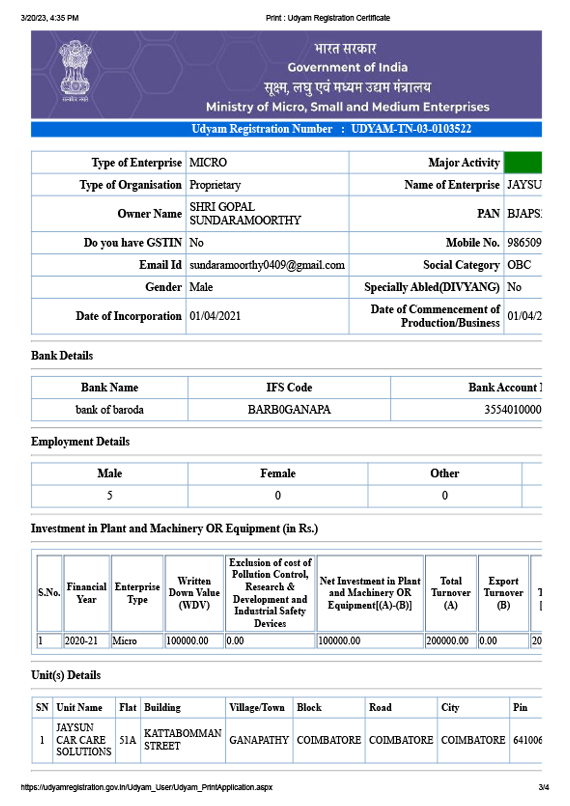 3/20/23, 4:35 PM Print : Udyam Registration Certificate
भारत सरकार
Government of India
सूक्ष्म, लघु एवं मध्यम उद्यम मंत्रालय
Ministry of Micro, Small and Medium Enterprises
सत्यमेव जयते
Udyam Registration Number : UDYAM-TN-03-0103522
Type of Enterprise MICRO Major Activity
Type of Organisation Proprietary Name of Enterprise JAYSU
Owner Name SHRI GOPAL SUNDARAMOORTHY PAN BJAPS
Do you have GSTIN No Mobile No. 986509
Email Id sundaramoorthy0409@gmail.com Social Category OBC
Gender Male Specially Abled(DIVYANG) No
Date of Incorporation 01/04/2021 Date of Commencement of Production/Business 01/04/2
Bank Details
Bank Name IFS Code Bank Account
bank of baroda BARB0GANAPA 3554010000
Employment Details
Male Female Other
5 0 0
Investment in Plant and Machinery OR Equipment (in Rs.)
S.No. Financial Year Enterprise Type Written Down Value (WDV) Exclusion of cost of Pollution Control, Research & Development and Industrial Safety Devices Net Investment in Plant and Machinery OR Equipment[(A)-(B)] Total Turnover (A) Export Turnover (B)
1 2020-21 Micro 100000.00 0.00 100000.00 200000.00 0.00 20
Unit(s) Details
SN Unit Name Flat Building Village/Town Block Road City Pin
1 JAYSUN CAR CARE SOLUTIONS 51A KATTABOMMAN STREET GANAPATHY COIMBATORE COIMBATORE COIMBATORE 64100
https://udyamregistration.gov.in/Udyam_User/Udyam_PrintApplication.aspx 3/4